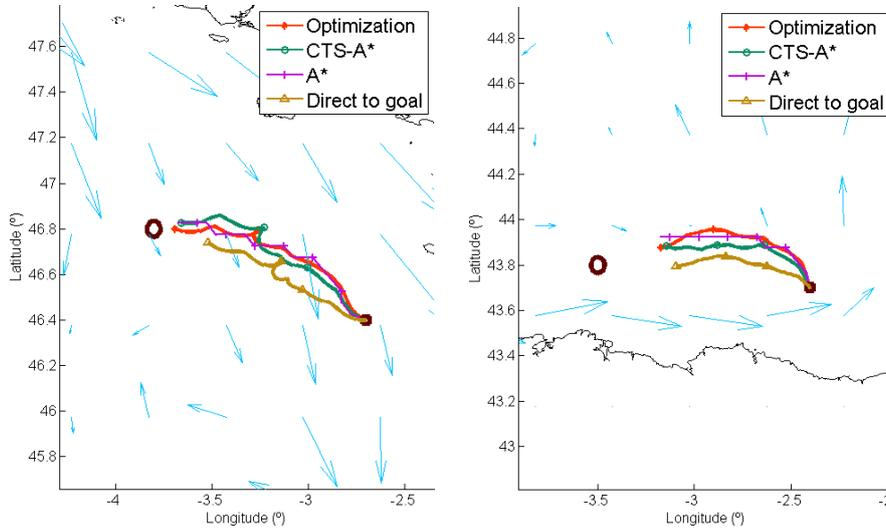 Optimization
CTS-A*
A*
Direct to goal
47.6
47.4
47.2
47
46.8
46.6
46.4
46.2
46
45.8
Latitude (º)
-4
-3.5
-3
-2.5
Longitude (º)
Optimization
CTS-A*
A*
Direct to goal
44.8
44.6
44.4
44.2
44
43.8
43.6
43.4
43.2
43
Latitude (º)
-3.5
-3
-2.5
Longitude (º)